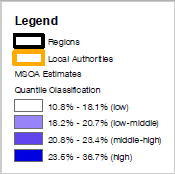 Legend
Regions
Local Authorities
MSOA Estimates
Quantile Classification
10.8% - 18.1% (low)
18.2% - 20.7% (low-middle)
20.8% - 23.4% (middle-high)
23.5% - 36.7% (high)